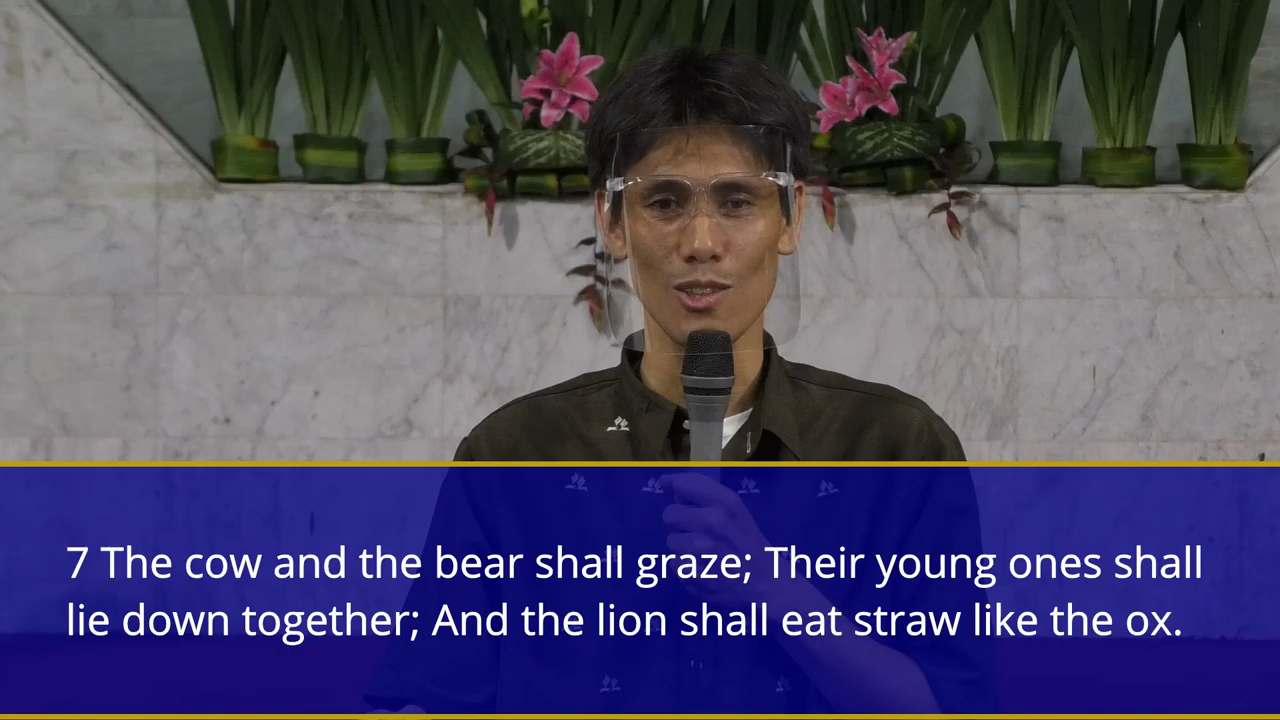 7 The cow and the bear shall graze; Their young ones shall
lie down together; And the lion shall eat straw like the ox.